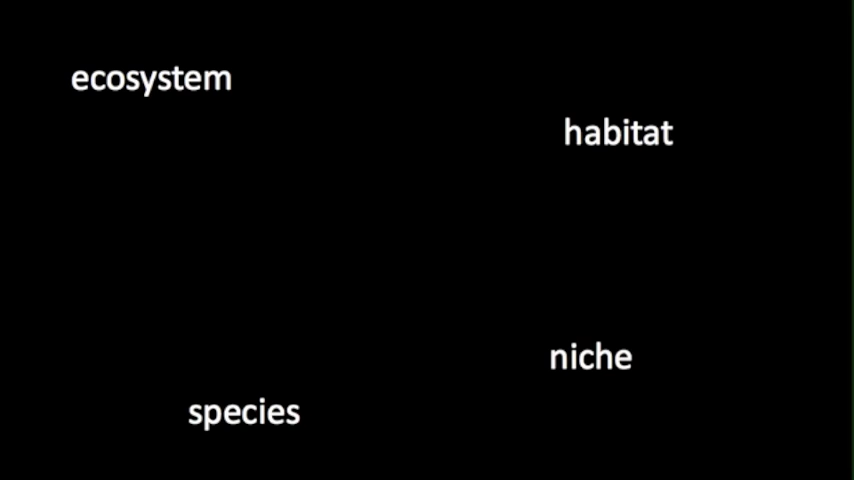 ecosystem
habitat
niche
species